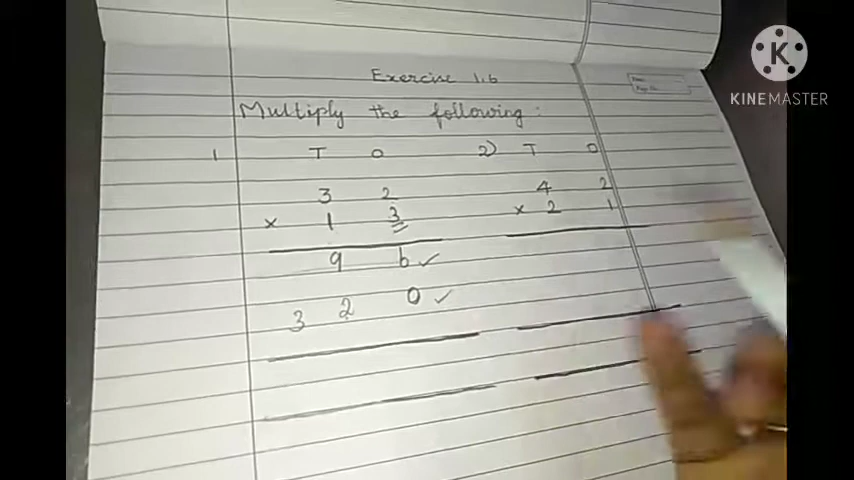 Exercise 1.6
Multiply the following:
1 T O 2) T O
3 2 4 2
× 1 3 × 2 1
9 6 ✓
3 2 0 ✓
K
KINEMASTER